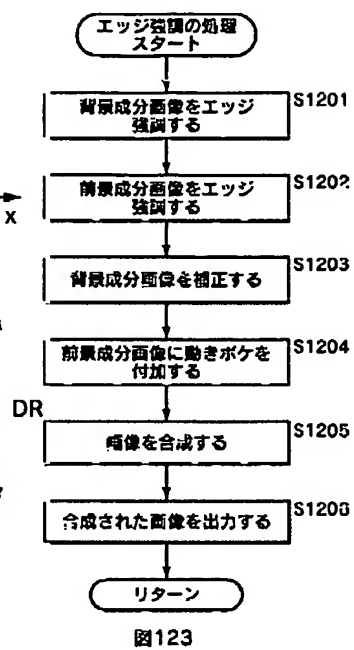 エッジ強調の処理
スタート
背景成分画像をエッジ
強調する
S1201
前景成分画像をエッジ
強調する
S1202
X
背景成分画像を補正する
S1203
前景成分画像に動きボケを
付加する
S1204
DR
画像を合成する
S1205
合成された画像を出力する
S1206
リターン
図123